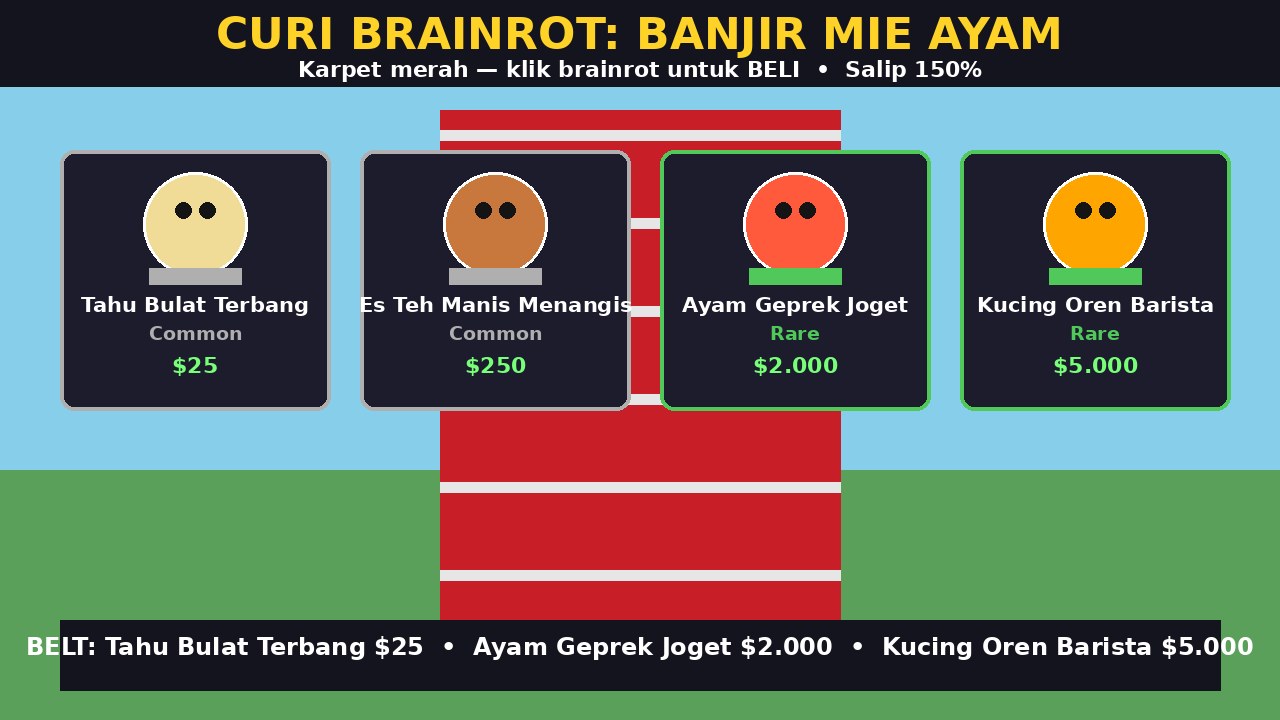 CURI BRAINROT: BANJIR MIE AYAM
Karpet merah — klik brainrot untuk BELI • Salip 150%
Tahu Bulat Terbang
Common
$25
Es Teh Manis Menangis
Common
$250
Ayam Geprek Joget
Rare
$2.000
Kucing Oren Barista
Rare
$5.000
BELT: Tahu Bulat Terbang $25 • Ayam Geprek Joget $2.000 • Kucing Oren Barista $5.000